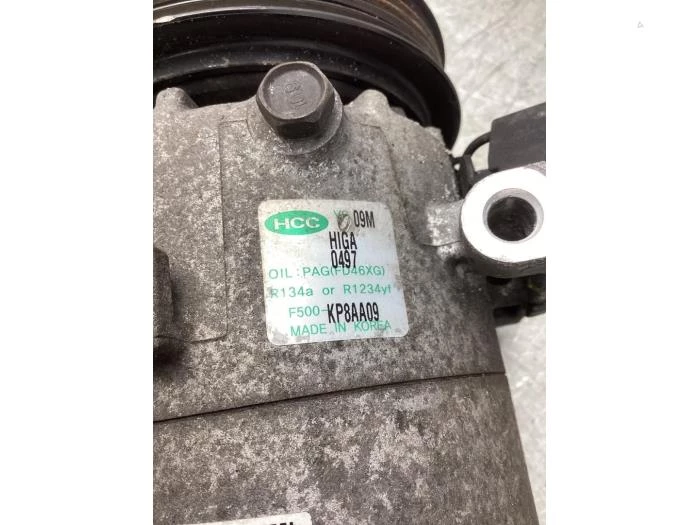 HCC 09M
HIGA
0497
OIL:PAG(FD46XG)
R134a or R1234yf
F500-KP8AA09
MADE IN KOREA